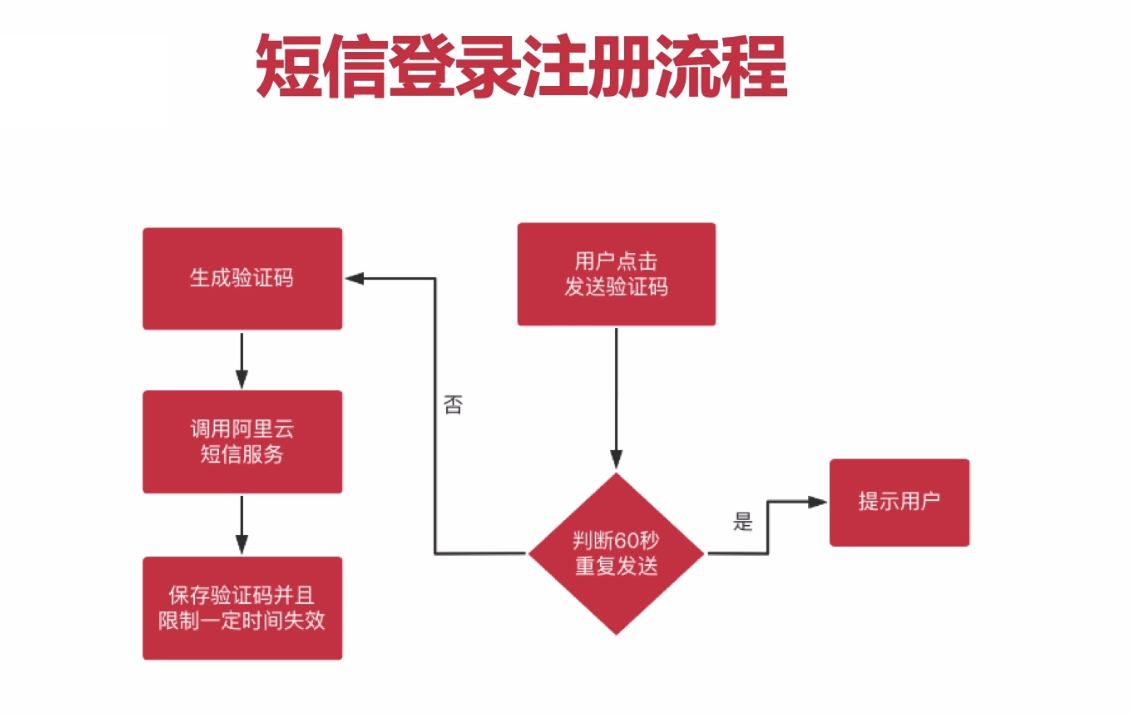 短信登录注册流程
用户点击
发送验证码
判断60秒
重复发送
是
提示用户
否
生成验证码
调用阿里云
短信服务
保存验证码并且
限制一定时间失效